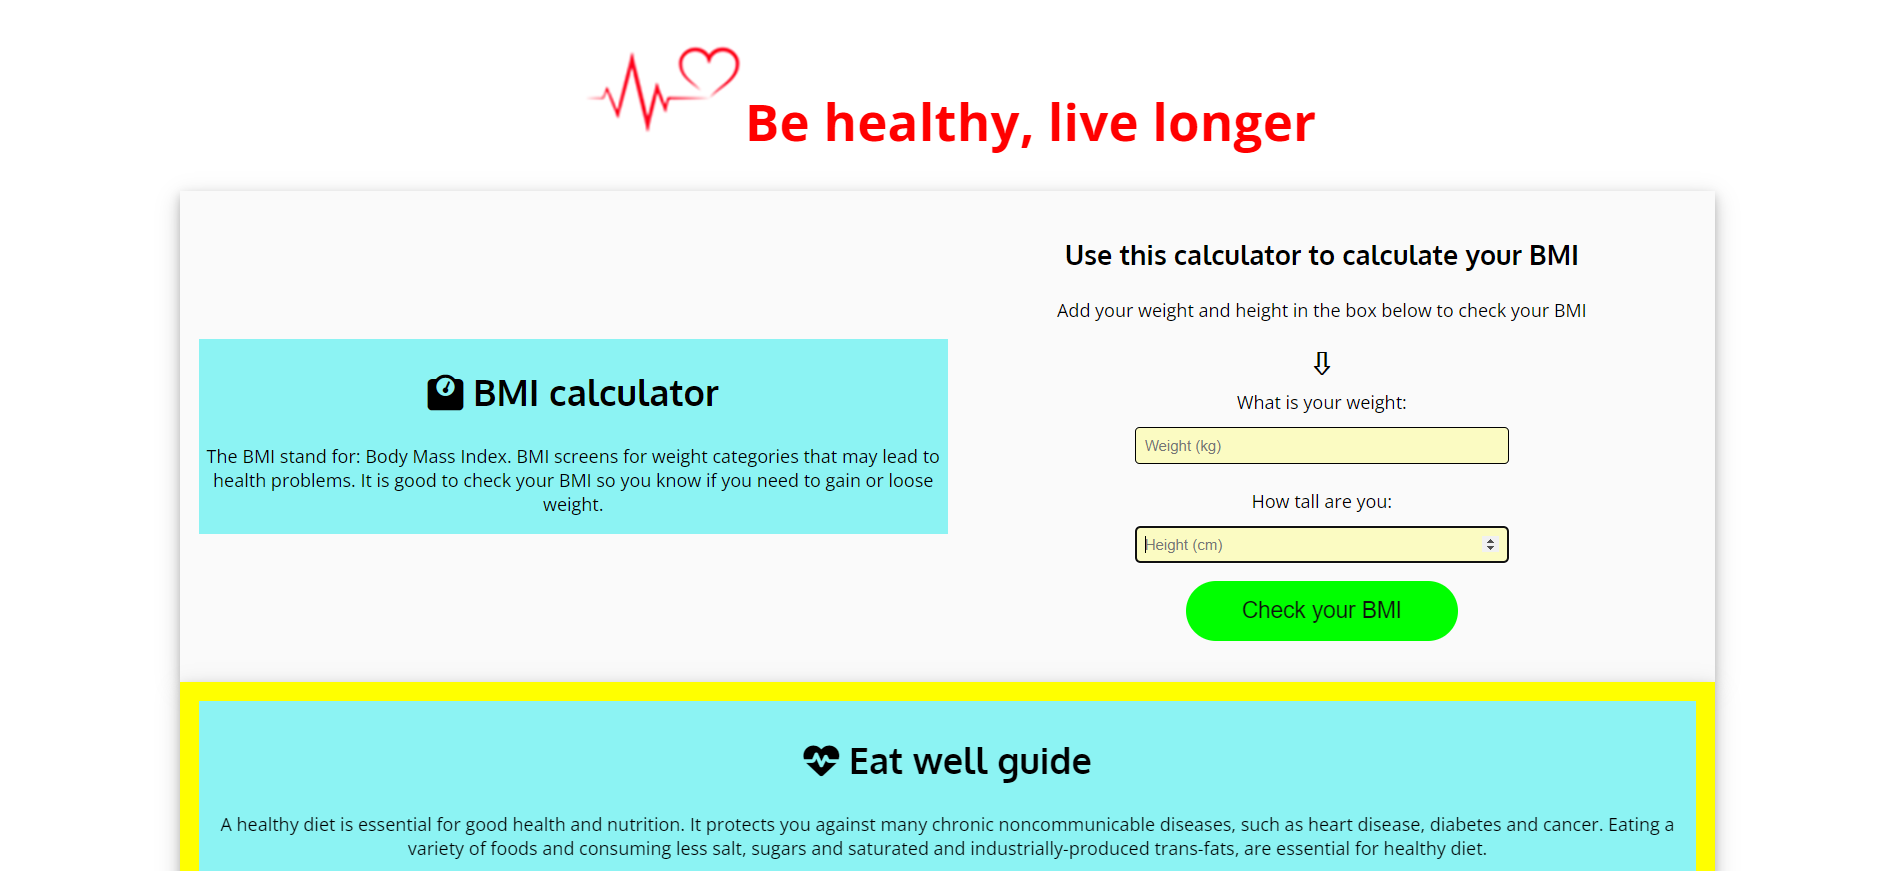 Be healthy, live longer
BMI calculator
The BMI stand for: Body Mass Index. BMI screens for weight categories that may lead to
health problems. It is good to check your BMI so you know if you need to gain or loose
weight.
Use this calculator to calculate your BMI
Add your weight and height in the box below to check your BMI
⇩
What is your weight:
Weight (kg)
How tall are you:
Height (cm)
Check your BMI
Eat well guide
A healthy diet is essential for good health and nutrition. It protects you against many chronic noncommunicable diseases, such as heart disease, diabetes and cancer. Eating a
variety of foods and consuming less salt, sugars and saturated and industrially-produced trans-fats, are essential for healthy diet.